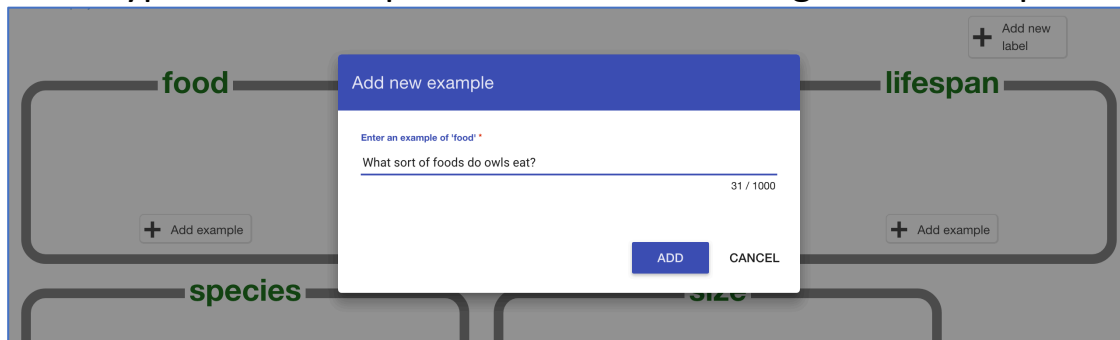 Add new
label
food
lifespan
Add new example
Enter an example of 'food' *
What sort of foods do owls eat?
31 / 1000
Add example
Add example
ADD
CANCEL
species
size